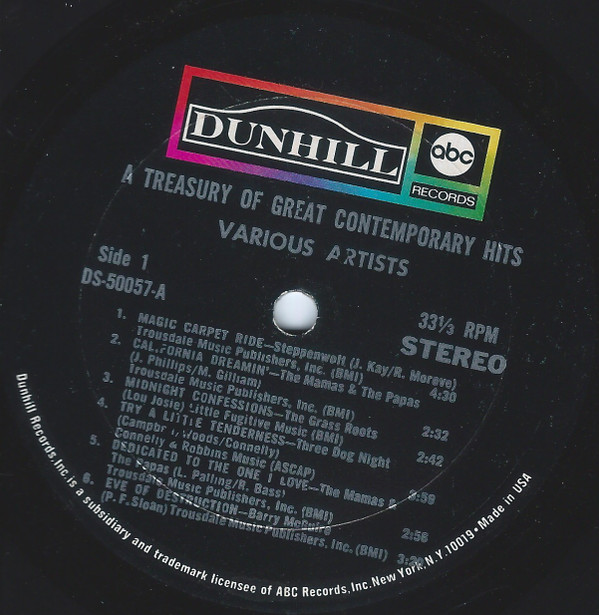 DUNHILL
abc
RECORDS
A TREASURY OF GREAT CONTEMPORARY HITS
VARIOUS ARTISTS
Side 1
DS-50057-A
33⅓ RPM
STEREO
1. MAGIC CARPET RIDE—Steppenwolf (J. Kay/R. Moreve)
Trousdale Music Publishers, Inc. (BMI) 4:30
2. CALIFORNIA DREAMIN'—The Mamas & The Papas
(J. Phillips/M. Gilliam)
Trousdale Music Publishers, Inc. (BMI) 2:32
3. MIDNIGHT CONFESSIONS—The Grass Roots
(Lou Josie) Little Fugitive Music (BMI) 2:42
4. TRY A LITTLE TENDERNESS—Three Dog Night
Woods/Connelly)
Connelly & Robbins Music (ASCAP) :59
5. DEDICATED TO THE ONE I LOVE—The Mamas &
The Papas (L. Palling/R. Bass)
Trousdale Music Publishers, Inc. (BMI) 2:56
6. EVE OF DESTRUCTION—Barry McGuire
(P. F. Sloan) Trousdale Music Publishers, Inc. (BMI)
Dunhill Records, Inc. is a subsidiary and trademark licensee of ABC Records, Inc. New York, N.Y. 10019 • Made in USA